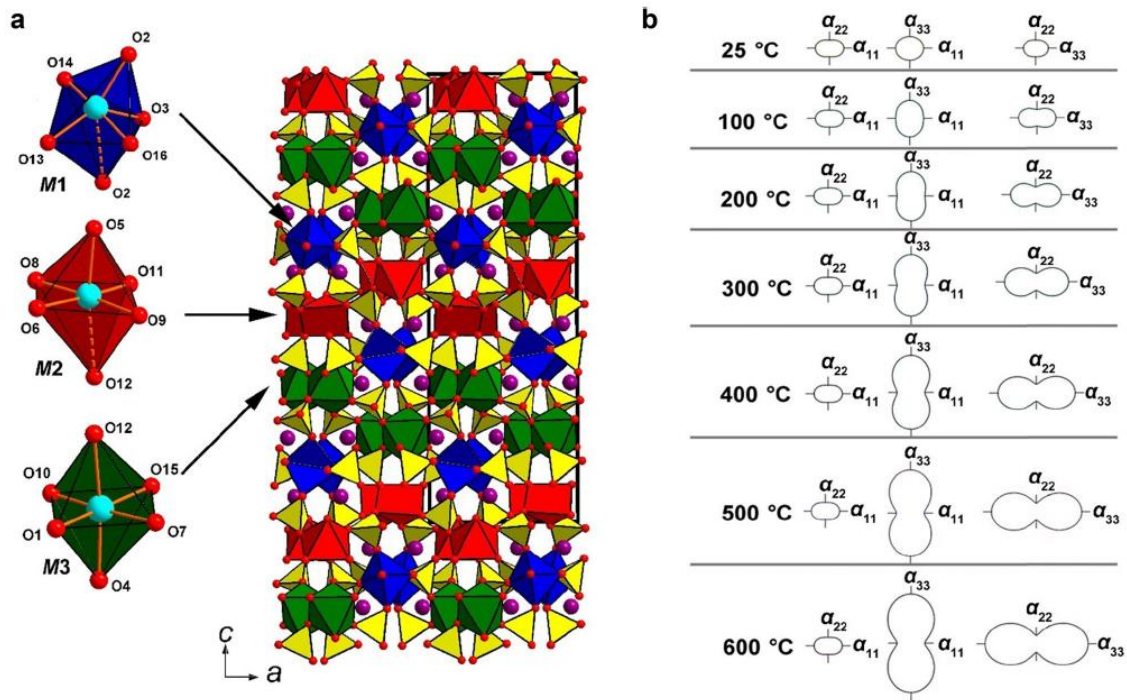 a
O2
O14
O3
O13
O16
M1
O2
O5
O8
O11
O6
O9
M2
O12
O12
O10
O15
O1
O7
M3
O4
c
a
b
25 °C α22 α11 α33 α11 α22 α33
100 °C α22 α11 α33 α11 α22 α33
200 °C α22 α11 α33 α11 α22 α33
300 °C α22 α11 α33 α11 α22 α33
400 °C α22 α11 α33 α11 α22 α33
500 °C α22 α11 α33 α11 α22 α33
600 °C α22 α11 α33 α11 α22 α33